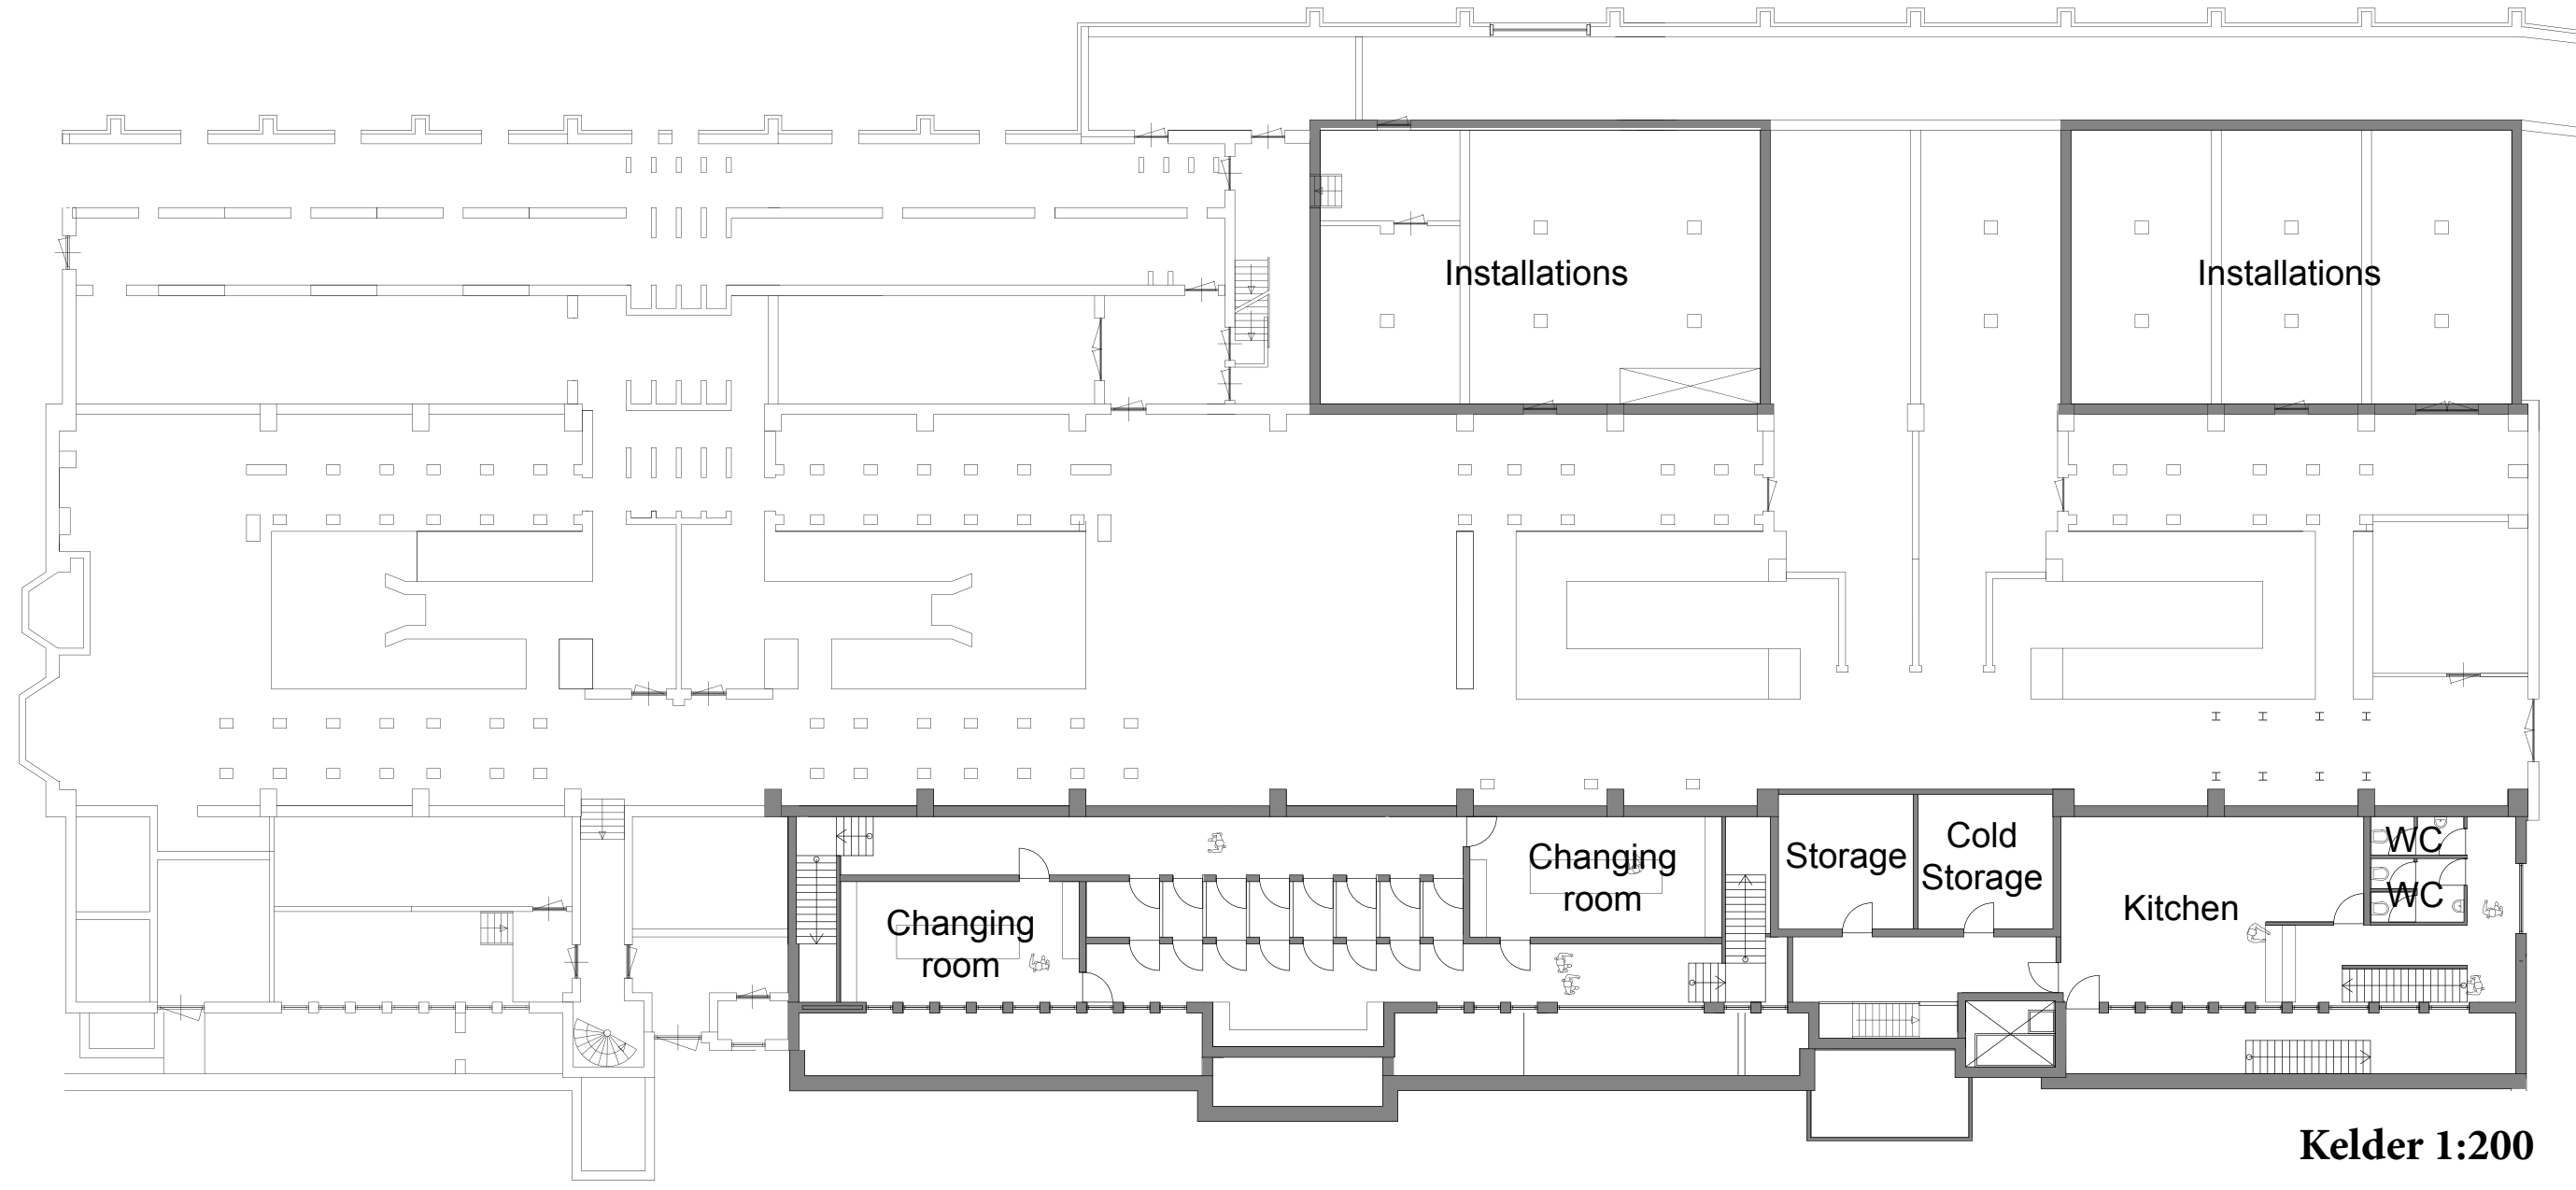 Installations
Installations
Changing
room
Storage
Cold
Storage
WC
WC
Kitchen
Changing
room
Kelder 1:200